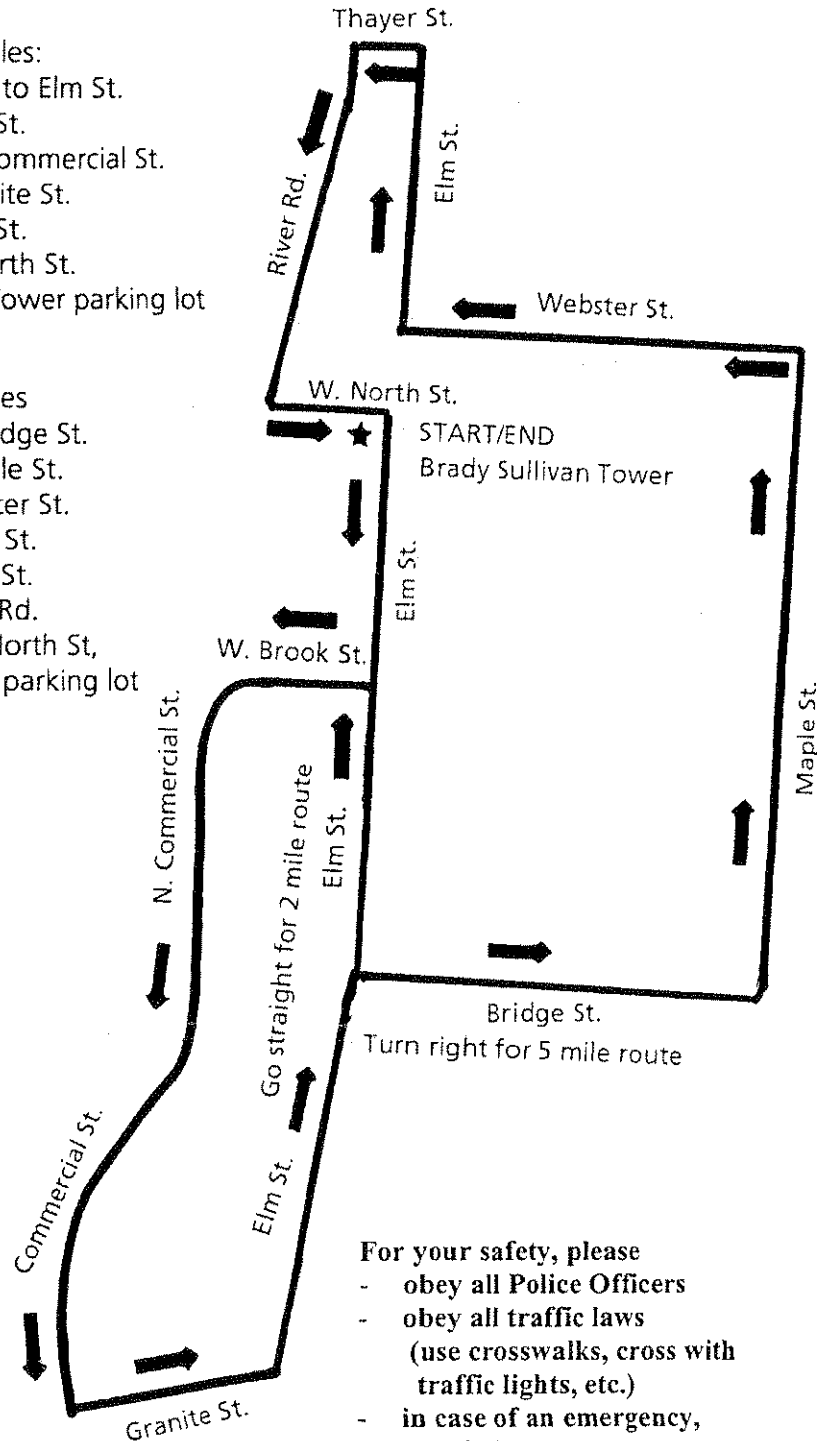 les:
to Elm St.
St.
ommercial St.
ite St.
St.
rth St.
ower parking lot
es
dge St.
le St.
er St.
St.
St.
Rd.
orth St,
parking lot
Thayer St.
River Rd.
Elm St.
Webster St.
W. North St.
START/END
Brady Sullivan Tower
Elm St.
W. Brook St.
N. Commercial St.
Maple St.
Go straight for 2 mile route
Elm St.
Bridge St.
Turn right for 5 mile route
Commercial St.
Elm St.
Granite St.
For your safety, please
- obey all Police Officers
- obey all traffic laws
(use crosswalks, cross with
traffic lights, etc.)
- in case of an emergency,